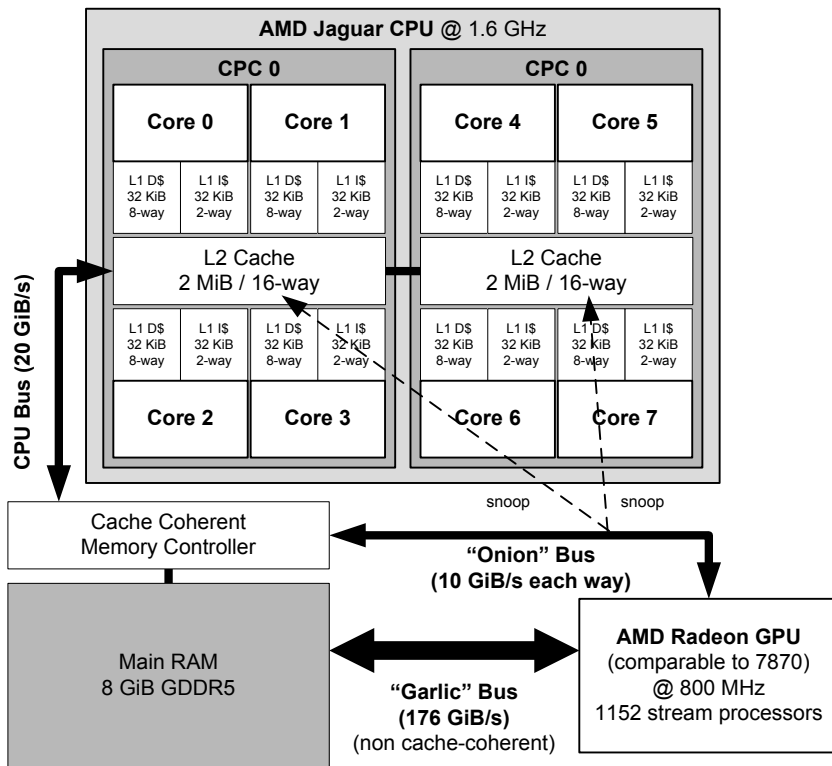 AMD Jaguar CPU @ 1.6 GHz
CPC 0
CPC 0
Core 0
Core 1
Core 4
Core 5
L1 D$
32 KiB
8-way
L1 I$
32 KiB
2-way
L1 D$
32 KiB
8-way
L1 I$
32 KiB
2-way
L1 D$
32 KiB
8-way
L1 I$
32 KiB
2-way
L1 D$
32 KiB
8-way
L1 I$
32 KiB
2-way
L2 Cache
2 MiB / 16-way
L2 Cache
2 MiB / 16-way
L1 D$
32 KiB
8-way
L1 I$
32 KiB
2-way
L1 D$
32 KiB
8-way
L1 I$
32 KiB
2-way
L1 D$
32 KiB
8-way
L1 I$
32 KiB
2-way
L1 D$
32 KiB
8-way
L1 I$
32 KiB
2-way
Core 2
Core 3
Core 6
Core 7
CPU Bus (20 GiB/s)
snoop
snoop
Cache Coherent
Memory Controller
“Onion” Bus
(10 GiB/s each way)
Main RAM
8 GiB GDDR5
“Garlic” Bus
(176 GiB/s)
(non cache-coherent)
AMD Radeon GPU
(comparable to 7870)
@ 800 MHz
1152 stream processors